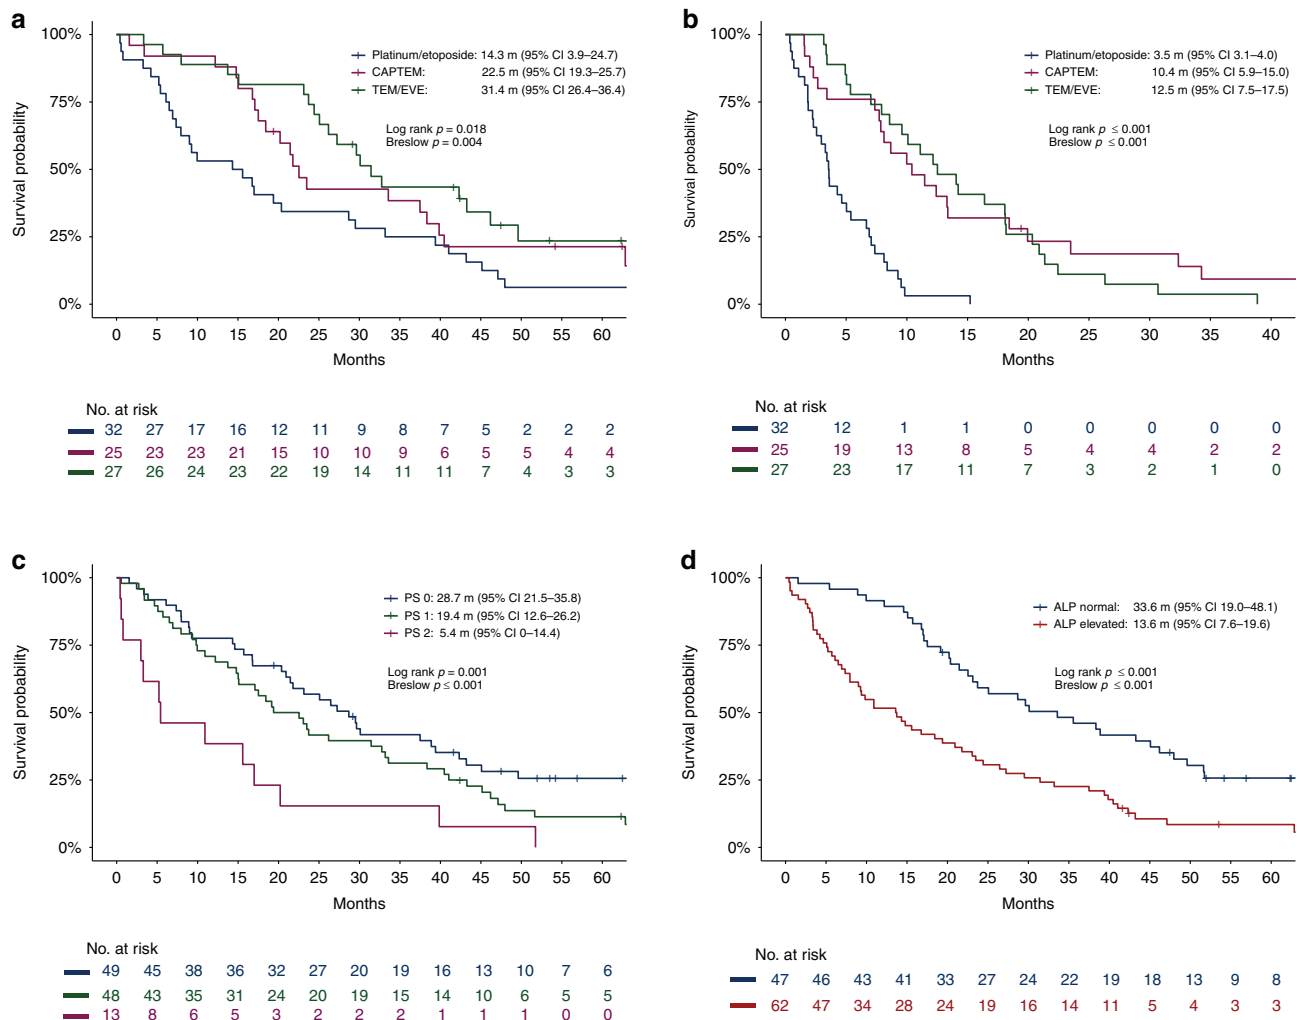 a
100%
75%
50%
25%
0%
Survival probability
Platinum/etoposide: 14.3 m (95% CI 3.9–24.7)
CAPTEM: 22.5 m (95% CI 19.3–25.7)
TEM/EVE: 31.4 m (95% CI 26.4–36.4)
Log rank p = 0.018
Breslow p = 0.004
0 5 10 15 20 25 30 35 40 45 50 55 60
Months
No. at risk
32 27 17 16 12 11 9 8 7 5 2 2 2
25 23 23 21 15 10 10 9 6 5 5 4 4
27 26 24 23 22 19 14 11 11 7 4 3 3
b
100%
75%
50%
25%
0%
Survival probability
Platinum/etoposide: 3.5 m (95% CI 3.1–4.0)
CAPTEM: 10.4 m (95% CI 5.9–15.0)
TEM/EVE: 12.5 m (95% CI 7.5–17.5)
Log rank p ≤ 0.001
Breslow p ≤ 0.001
0 5 10 15 20 25 30 35 40
Months
No. at risk
32 12 1 1 0 0 0 0 0
25 19 13 8 5 4 4 2 2
27 23 17 11 7 3 2 1 0
c
100%
75%
50%
25%
0%
Survival probability
PS 0: 28.7 m (95% CI 21.5–35.8)
PS 1: 19.4 m (95% CI 12.6–26.2)
PS 2: 5.4 m (95% CI 0–14.4)
Log rank p = 0.001
Breslow p ≤ 0.001
0 5 10 15 20 25 30 35 40 45 50 55 60
Months
No. at risk
49 45 38 36 32 27 20 19 16 13 10 7 6
48 43 35 31 24 20 19 15 14 10 6 5 5
13 8 6 5 3 2 2 2 1 1 1 0 0
d
100%
75%
50%
25%
0%
Survival probability
ALP normal: 33.6 m (95% CI 19.0–48.1)
ALP elevated: 13.6 m (95% CI 7.6–19.6)
Log rank p ≤ 0.001
Breslow p ≤ 0.001
0 5 10 15 20 25 30 35 40 45 50 55 60
Months
No. at risk
47 46 43 41 33 27 24 22 19 18 13 9 8
62 47 34 28 24 19 16 14 11 5 4 3 3